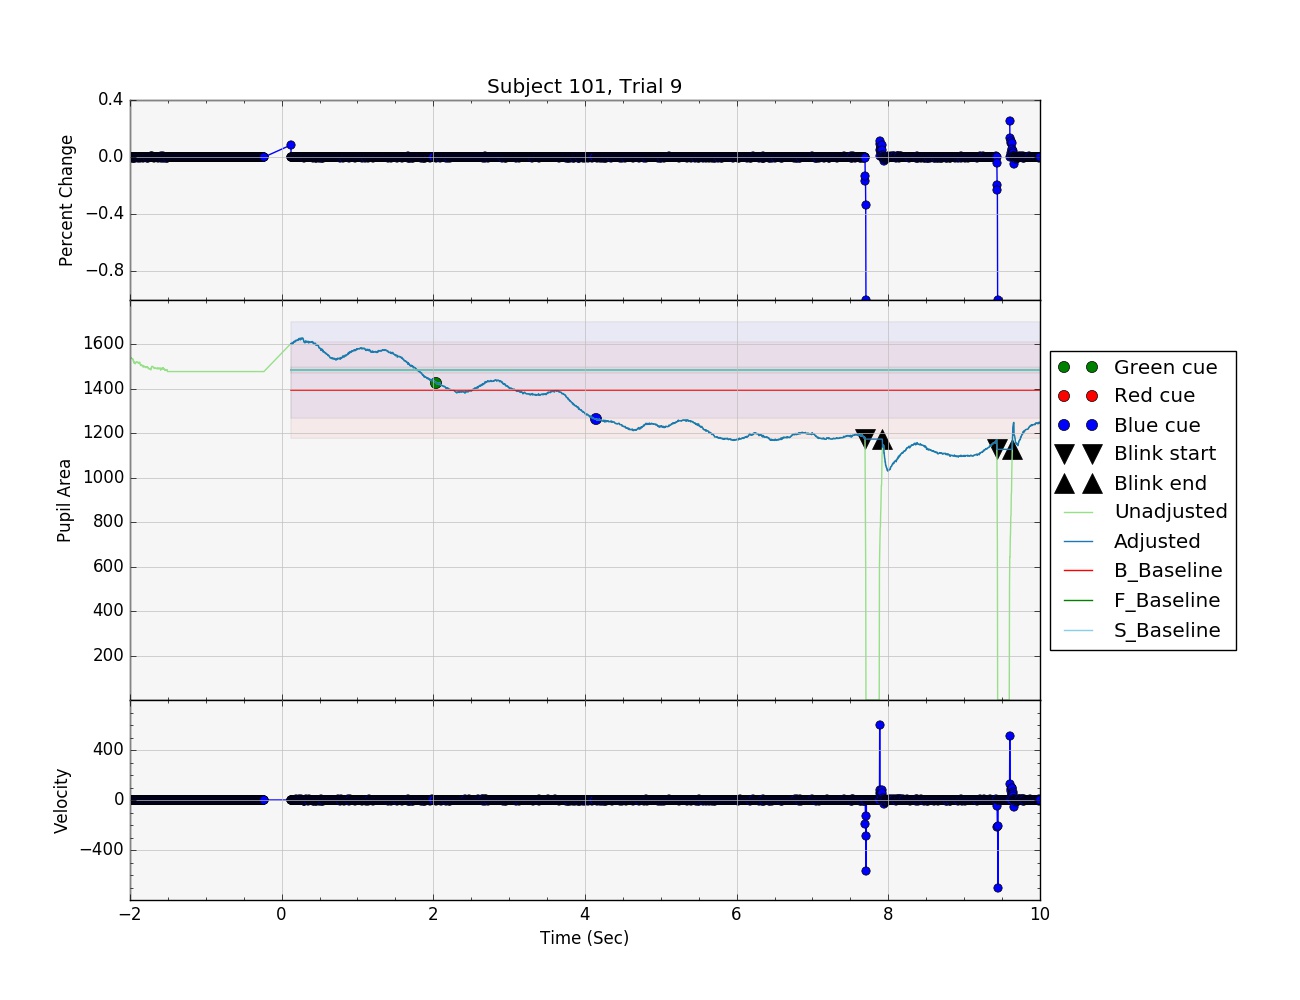 Subject 101, Trial 9
0.4
0.0
−0.4
−0.8
Percent Change
1600
1400
1200
1000
800
600
400
200
Pupil Area
400
0
−400
Velocity
−2 0 2 4 6 8 10
Time (Sec)
Green cue
Red cue
Blue cue
Blink start
Blink end
Unadjusted
Adjusted
B_Baseline
F_Baseline
S_Baseline